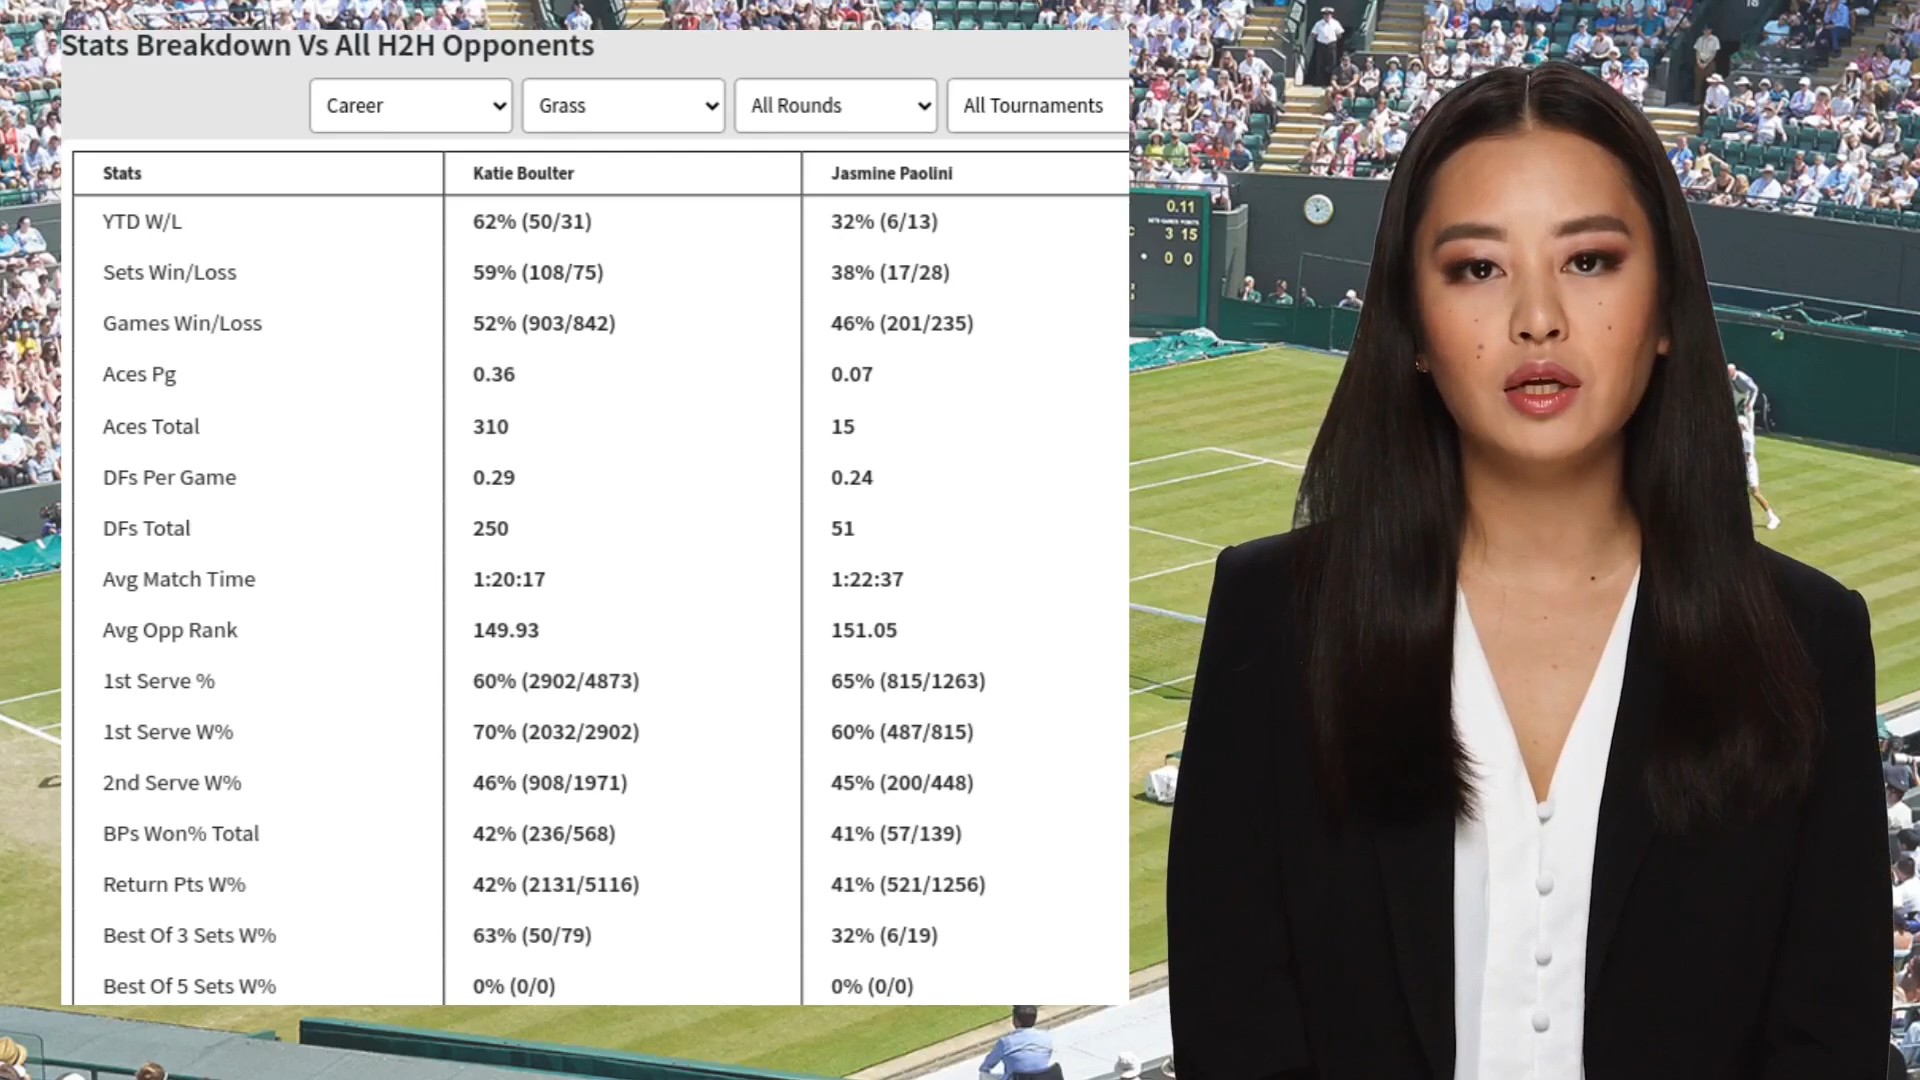 Stats Breakdown Vs All H2H Opponents
Career Grass All Rounds All Tournaments
Stats Katie Boulter Jasmine Paolini
YTD W/L 62% (50/31) 32% (6/13)
Sets Win/Loss 59% (108/75) 38% (17/28)
Games Win/Loss 52% (903/842) 46% (201/235)
Aces Pg 0.36 0.07
Aces Total 310 15
DFs Per Game 0.29 0.24
DFs Total 250 51
Avg Match Time 1:20:17 1:22:37
Avg Opp Rank 149.93 151.05
1st Serve % 60% (2902/4873) 65% (815/1263)
1st Serve W% 70% (2032/2902) 60% (487/815)
2nd Serve W% 46% (908/1971) 45% (200/448)
BPs Won% Total 42% (236/568) 41% (57/139)
Return Pts W% 42% (2131/5116) 41% (521/1256)
Best Of 3 Sets W% 63% (50/79) 32% (6/19)
Best Of 5 Sets W% 0% (0/0) 0% (0/0)
18
0.11
3 15
0 0